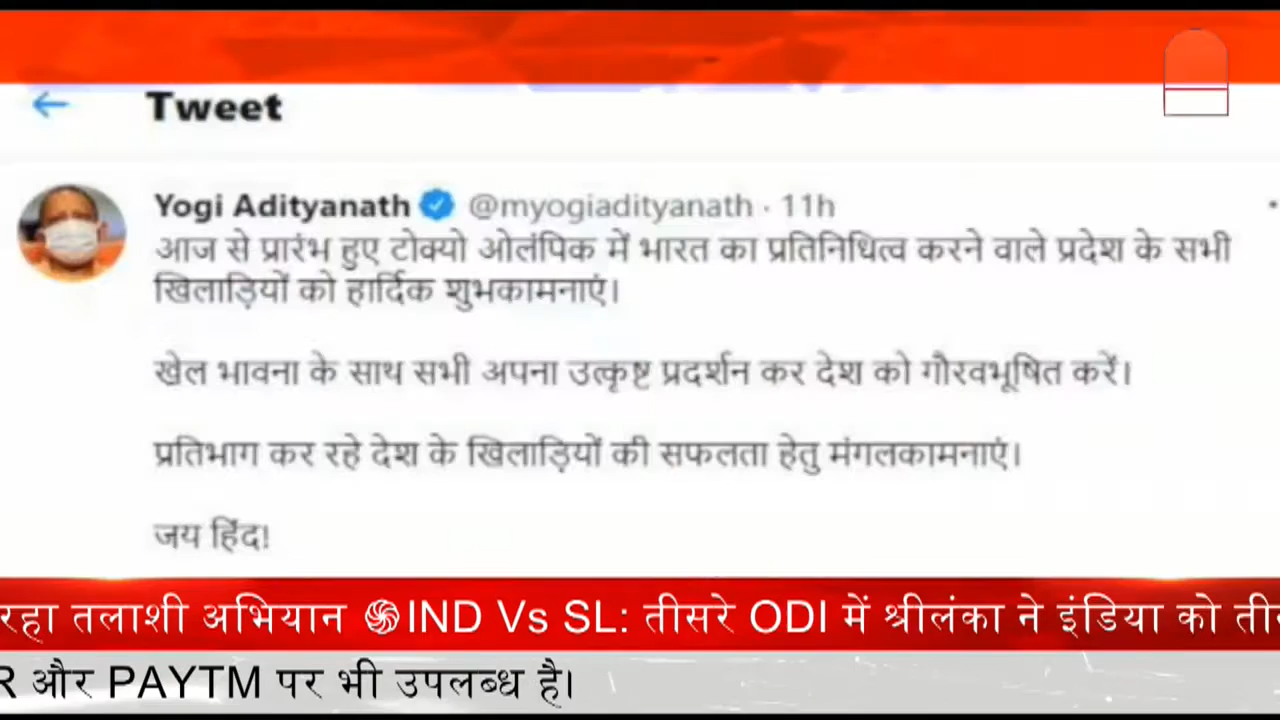 Tweet
Yogi Adityanath @myogiadityanath · 11h
आज से प्रारंभ हुए टोक्यो ओलंपिक में भारत का प्रतिनिधित्व करने वाले प्रदेश के सभी
खिलाड़ियों को हार्दिक शुभकामनाएं।
खेल भावना के साथ सभी अपना उत्कृष्ट प्रदर्शन कर देश को गौरवभूषित करें।
प्रतिभाग कर रहे देश के खिलाड़ियों की सफलता हेतु मंगलकामनाएं।
जय हिंद!
रहा तलाशी अभियान IND Vs SL: तीसरे ODI में श्रीलंका ने इंडिया को
R और PAYTM पर भी उपलब्ध है।